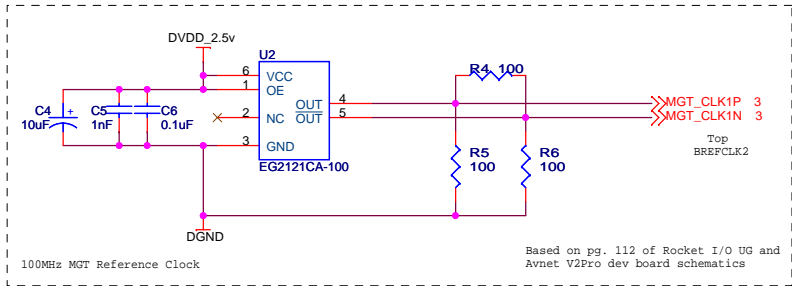 DVDD_2.5v
U2
6 VCC
1 OE
2 NC
3 GND
OUT 4
OUT 5
EG2121CA-100
C4
10uF
+
C5
1nF
C6
0.1uF
R4 100
R5
100
R6
100
MGT_CLK1P 3
MGT_CLK1N 3
Top
BREFCLK2
DGND
100MHz MGT Reference Clock
Based on pg. 112 of Rocket I/O UG and
Avnet V2Pro dev board schematics